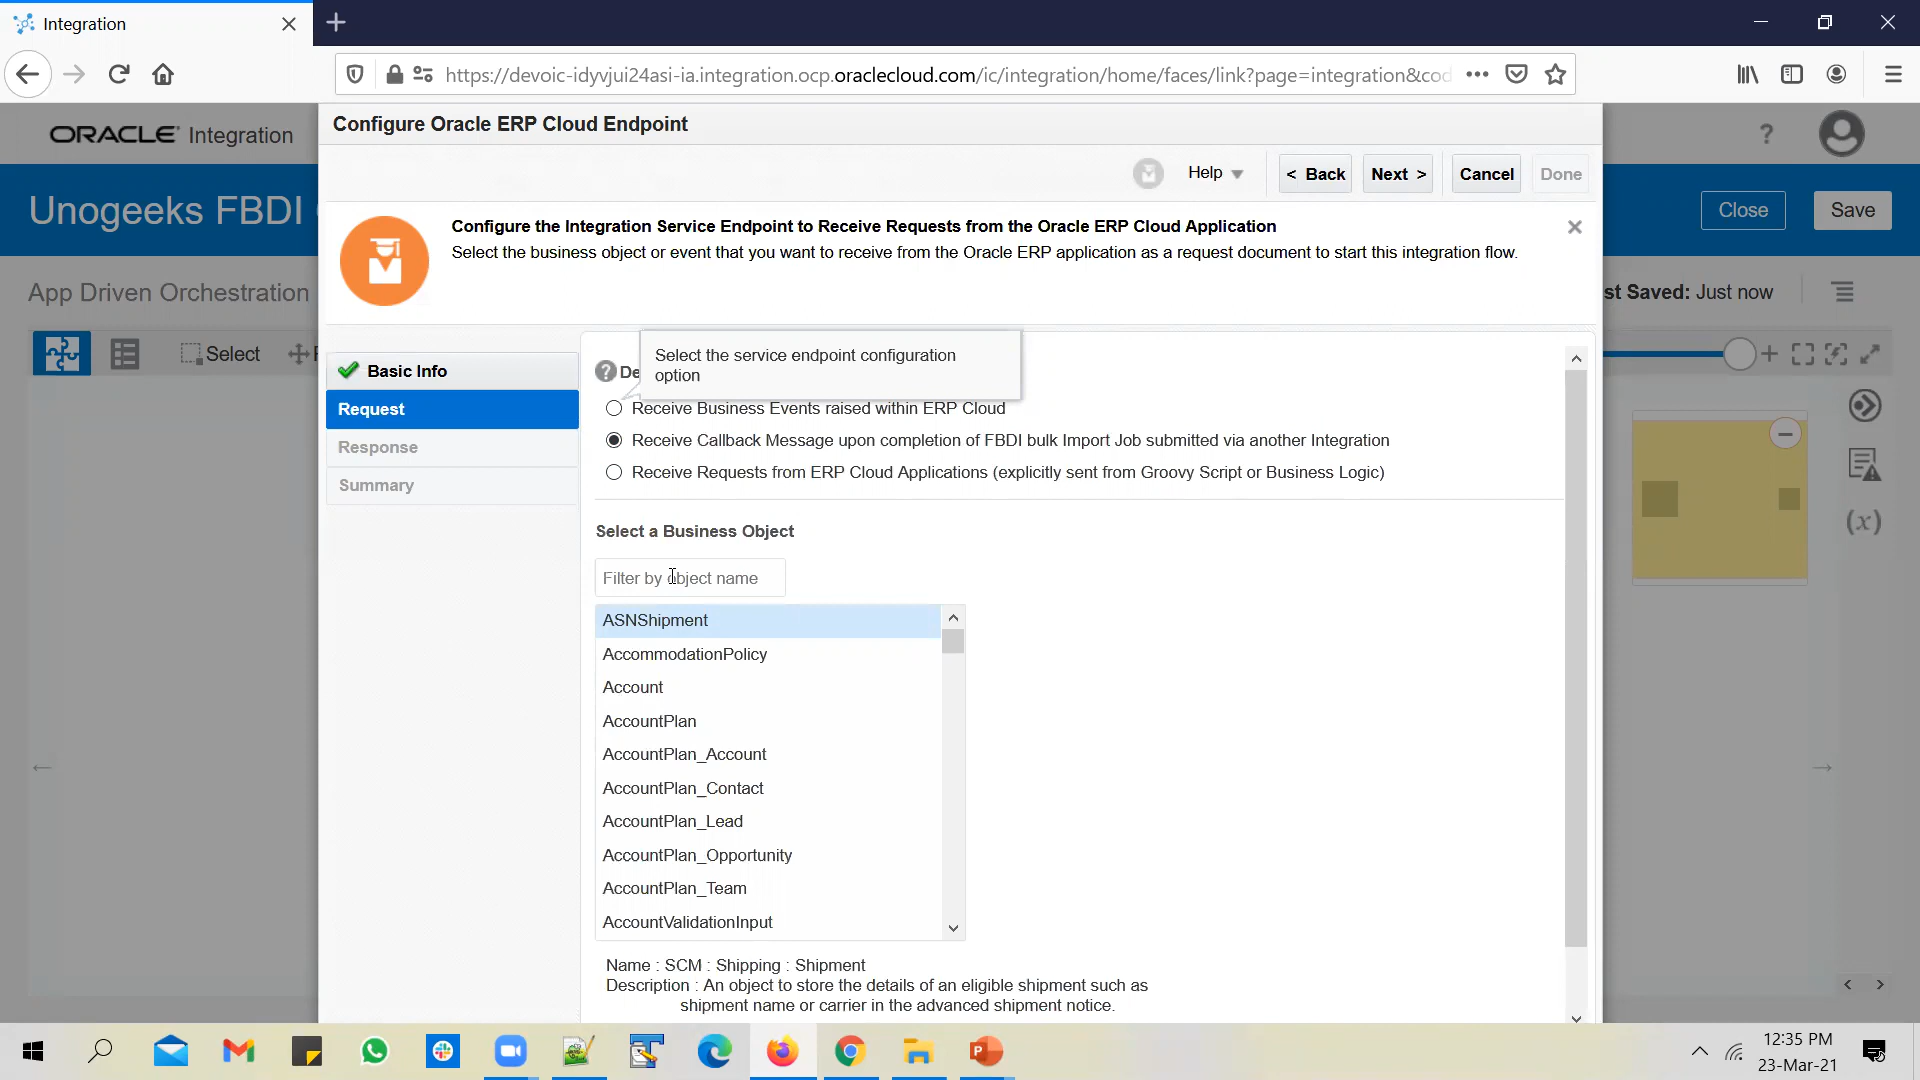 Integration
https://devoic-idyvjui24asi-ia.integration.ocp.oraclecloud.com/ic/integration/home/faces/link?page=integration&cod
Configure Oracle ERP Cloud Endpoint
ORACLE Integration
Help
< Back
Next >
Cancel
Done
Unogeeks FBDI
Close
Save
Configure the Integration Service Endpoint to Receive Requests from the Oracle ERP Cloud Application
Select the business object or event that you want to receive from the Oracle ERP application as a request document to start this integration flow.
App Driven Orchestration
st Saved: Just now
Select
Basic Info
Request
Response
Summary
De
Select the service endpoint configuration
option
Receive Business Events raised within ERP Cloud
Receive Callback Message upon completion of FBDI bulk Import Job submitted via another Integration
Receive Requests from ERP Cloud Applications (explicitly sent from Groovy Script or Business Logic)
Select a Business Object
Filter by object name
ASNShipment
AccommodationPolicy
Account
AccountPlan
AccountPlan_Account
AccountPlan_Contact
AccountPlan_Lead
AccountPlan_Opportunity
AccountPlan_Team
AccountValidationInput
Name : SCM : Shipping : Shipment
Description : An object to store the details of an eligible shipment such as
shipment name or carrier in the advanced shipment notice.
(x)
12:35 PM
23-Mar-21